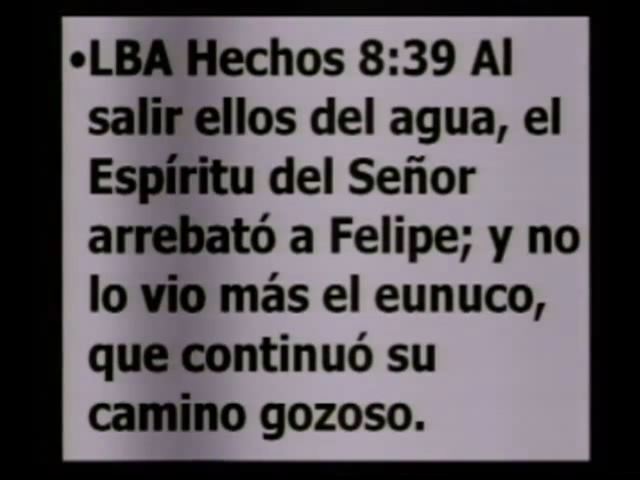 •LBA Hechos 8:39 Al
salir ellos del agua, el
Espíritu del Señor
arrebató a Felipe; y no
lo vio más el eunuco,
que continuó su
camino gozoso.